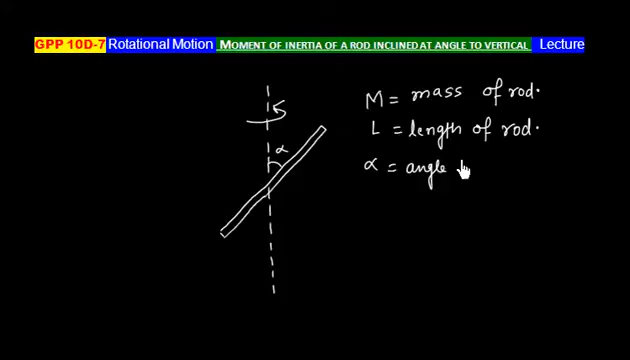 GPP 10D-7 Rotational Motion MOMENT OF INERTIA OF A ROD INCLINED AT ANGLE TO VERTICAL Lecture
M = mass of rod.
L = length of rod.
α
α = angle